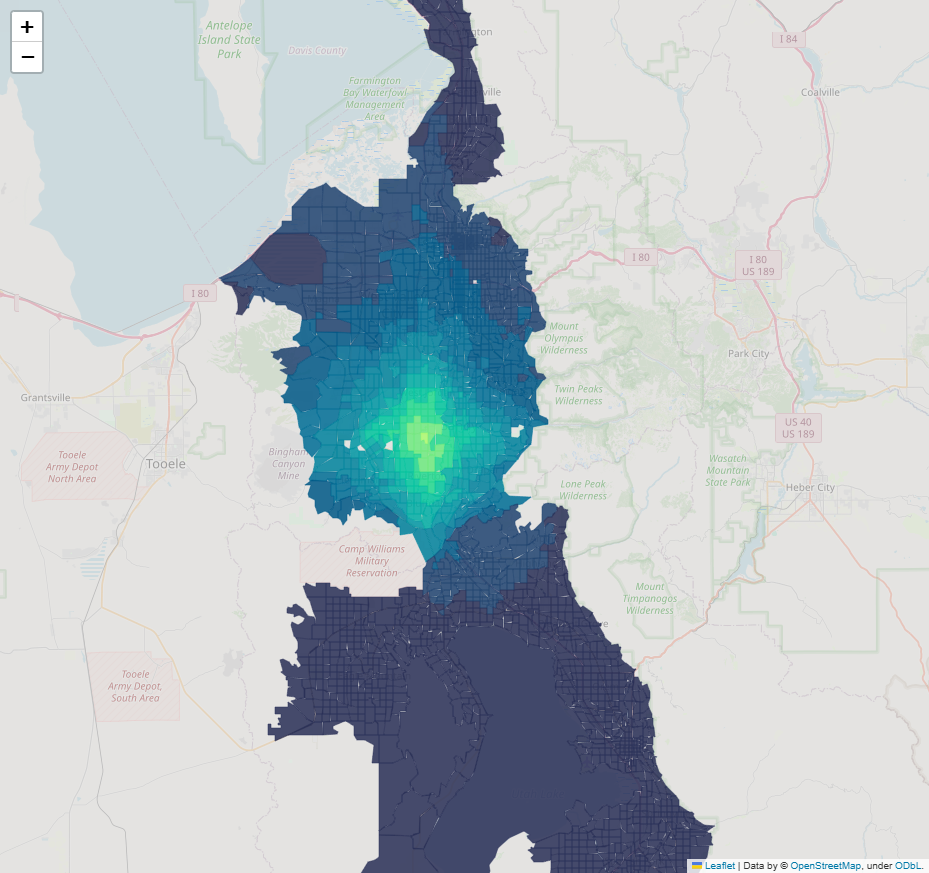 +
−
Antelope
Island State
Park
Davis County
ngton
I 84
Farmington
Bay Waterfowl
Management
Area
ville
Coalville
I 80
I 80
US 189
I 80
Mount
Olympus
Wilderness
Park City
Grantsville
Twin Peaks
Wilderness
US 40
US 189
Tooele
Army Depot
North Area
Tooele
Bingham
Canyon
Mine
Wasatch
Mountain
State Park
Lone Peak
Wilderness
Heber City
Camp Williams
Military
Reservation
Mount
Timpanogos
Wilderness
e
Tooele
Army Depot,
South Area
Leaflet | Data by © OpenStreetMap, under ODbL.